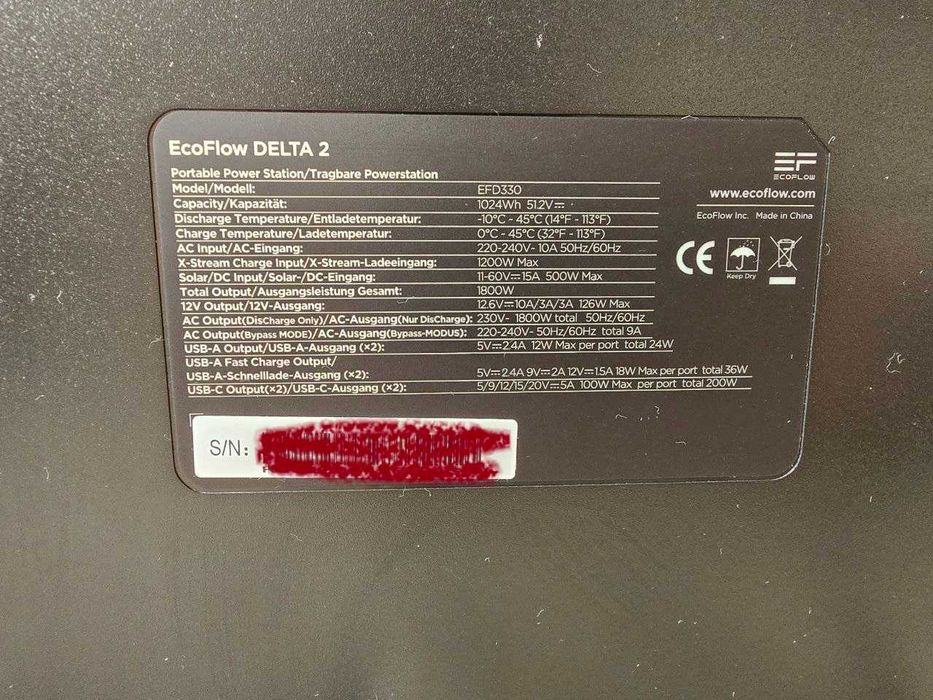 EcoFlow DELTA 2
EF
ECOFLOW
www.ecoflow.com
EcoFlow Inc. Made in China
CE
Keep Dry
Portable Power Station/Tragbare Powerstation
Model/Modell: EFD330
Capacity/Kapazität: 1024Wh 51.2V⎓
Discharge Temperature/Entladetemperatur: -10°C - 45°C (14°F - 113°F)
Charge Temperature/Ladetemperatur: 0°C - 45°C (32°F - 113°F)
AC Input/AC-Eingang: 220-240V~ 10A 50Hz/60Hz
X-Stream Charge Input/X-Stream-Ladeeingang: 1200W Max
Solar/DC Input/Solar-/DC-Eingang: 11-60V⎓15A 500W Max
Total Output/Ausgangsleistung Gesamt: 1800W
12V Output/12V-Ausgang: 12.6V⎓10A/3A/3A 126W Max
AC Output(DisCharge Only)/AC-Ausgang(Nur DisCharge): 230V~ 1800W total 50Hz/60Hz
AC Output(Bypass MODE)/AC-Ausgang(Bypass-MODUS): 220-240V~ 50Hz/60Hz total 9A
USB-A Output/USB-A-Ausgang (×2): 5V⎓2.4A 12W Max per port total 24W
USB-A Fast Charge Output/
USB-A-Schnelllade-Ausgang (×2): 5V⎓2.4A 9V⎓2A 12V⎓1.5A 18W Max per port total 36W
USB-C Output(×2)/USB-C-Ausgang (×2): 5/9/12/15/20V⎓5A 100W Max per port total 200W
S/N: